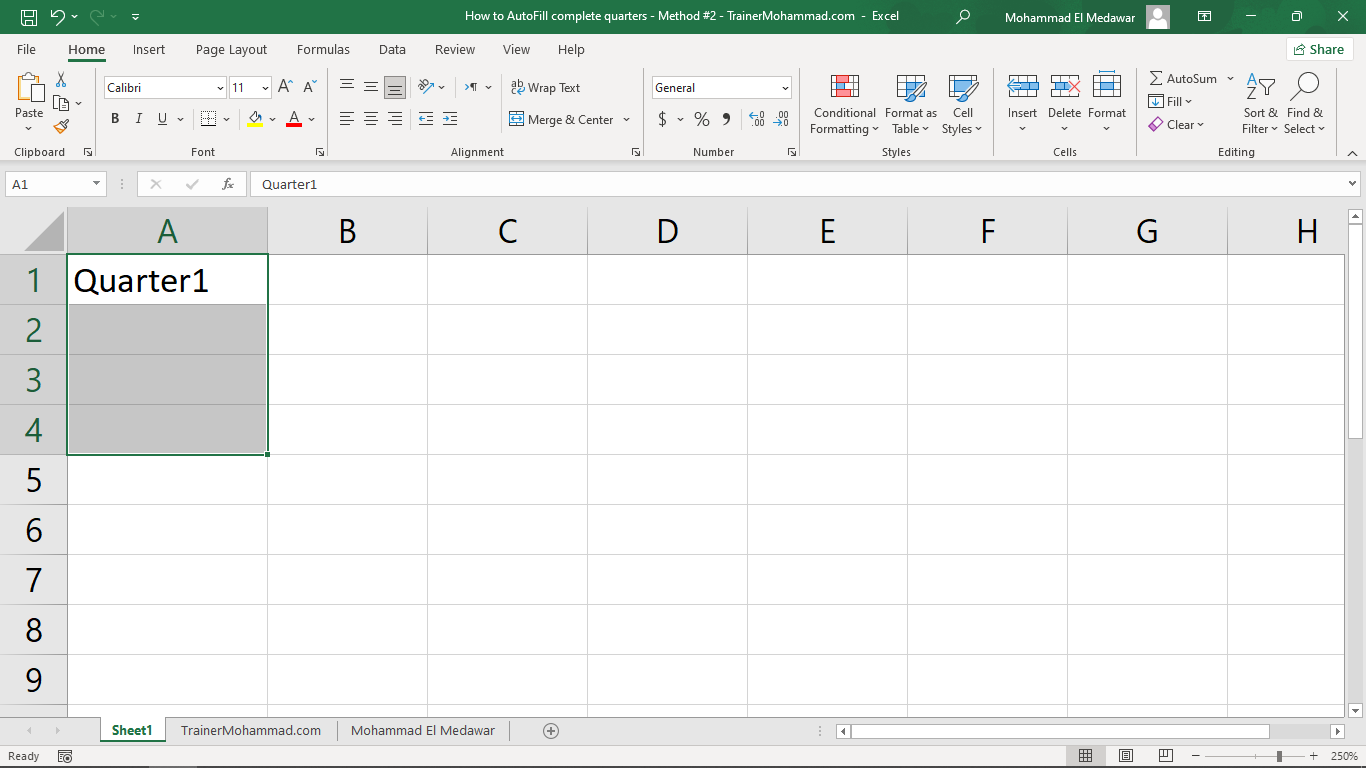 How to AutoFill complete quarters - Method #2 - TrainerMohammad.com - Excel
Mohammad El Medawar
File Home Insert Page Layout Formulas Data Review View Help
Share
Paste
Clipboard
Calibri 11
B I U A
Font
ab Wrap Text
Merge & Center
Alignment
General
$ % 9 .00 .00
Number
Conditional Formatting
Format as Table
Cell Styles
Styles
Insert Delete Format
Cells
AutoSum
Fill
Clear
Sort & Filter
Find & Select
Editing
A1 fx Quarter1
A B C D E F G H
1 Quarter1
2
3
4
5
6
7
8
9
Sheet1 TrainerMohammad.com Mohammad El Medawar
Ready 250%